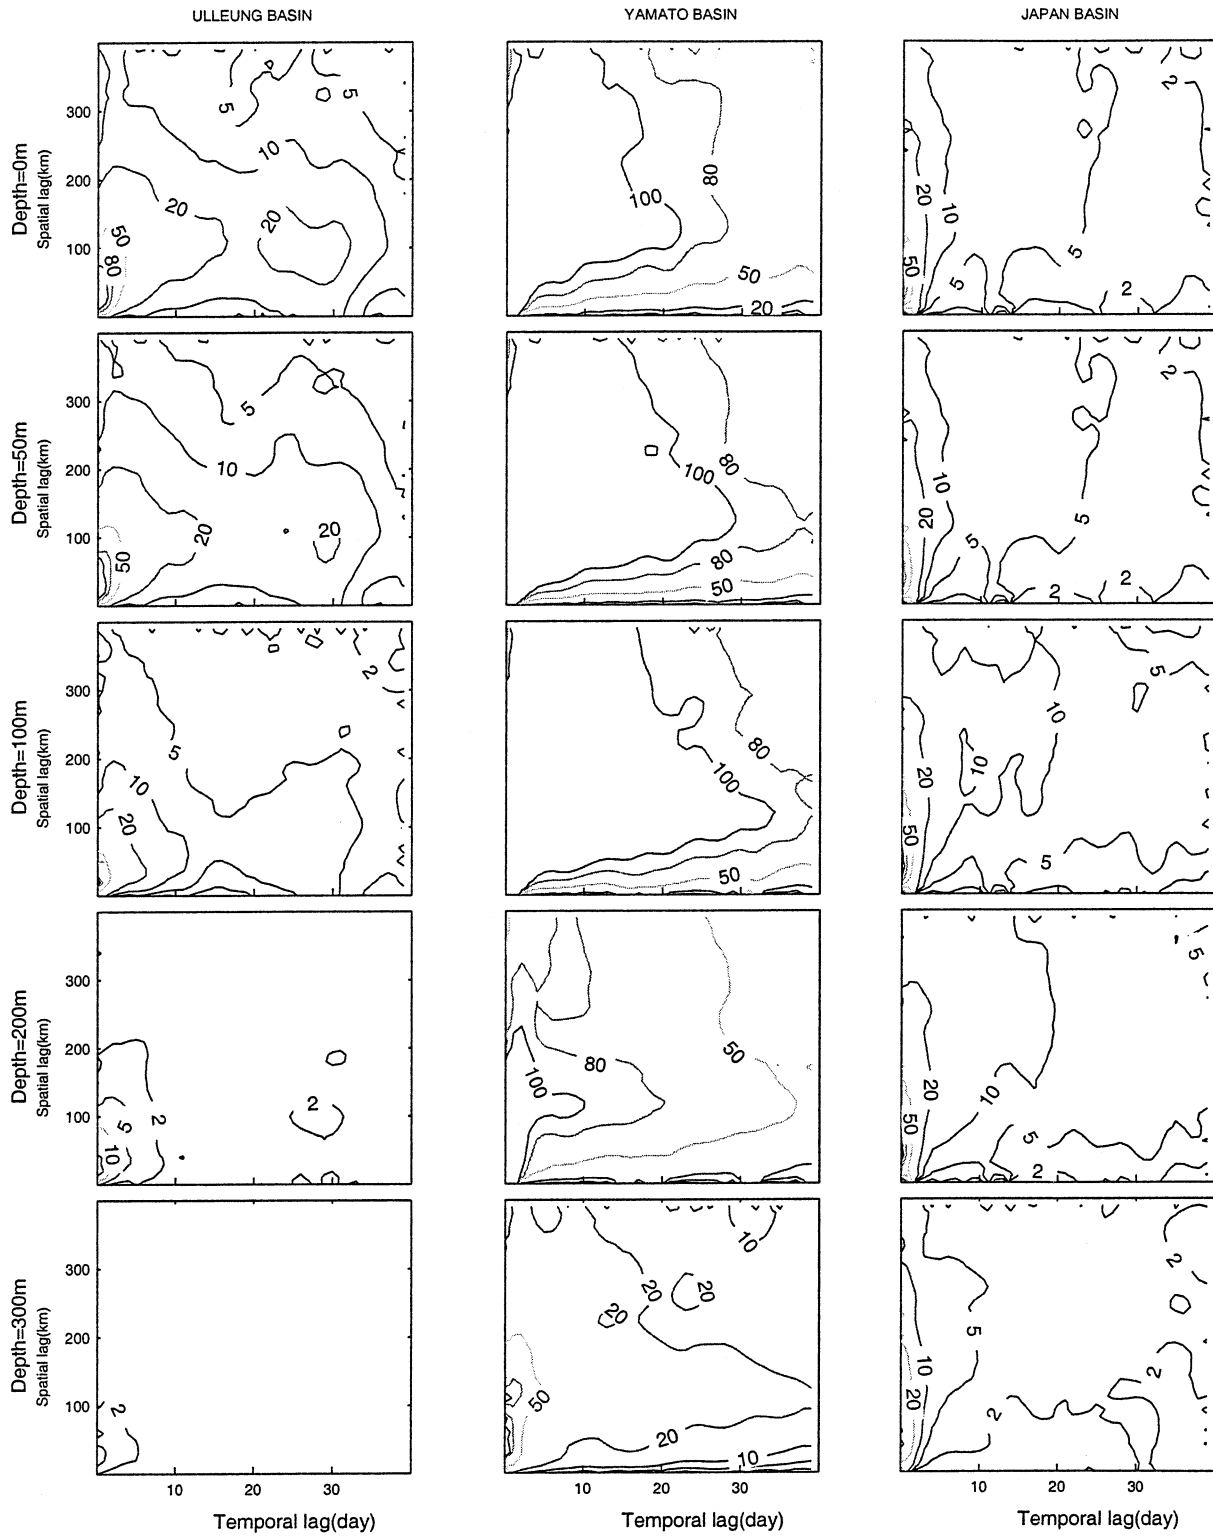 ULLEUNG BASIN YAMATO BASIN JAPAN BASIN
Depth=0m
Spatial lag(km)
300
200
100
5 5 10 20 20 50 80
100 80 50 20
2 20 10 50 5 5 2
Depth=50m
Spatial lag(km)
300
200
100
5 10 20 20 50
100 80 80 50
2 10 20 5 5 2 2
Depth=100m
Spatial lag(km)
300
200
100
2 5 10 20
80 100 50
5 10 10 20 50 5
Depth=200m
Spatial lag(km)
300
200
100
2 2 5 10
100 80 50
5 20 10 50 5 2
Depth=300m
Spatial lag(km)
300
200
100
2
10 20 20 20 50 20 10
2 5 10 2 20 2
10 20 30 10 20 30 10 20 30
Temporal lag(day) Temporal lag(day) Temporal lag(day)